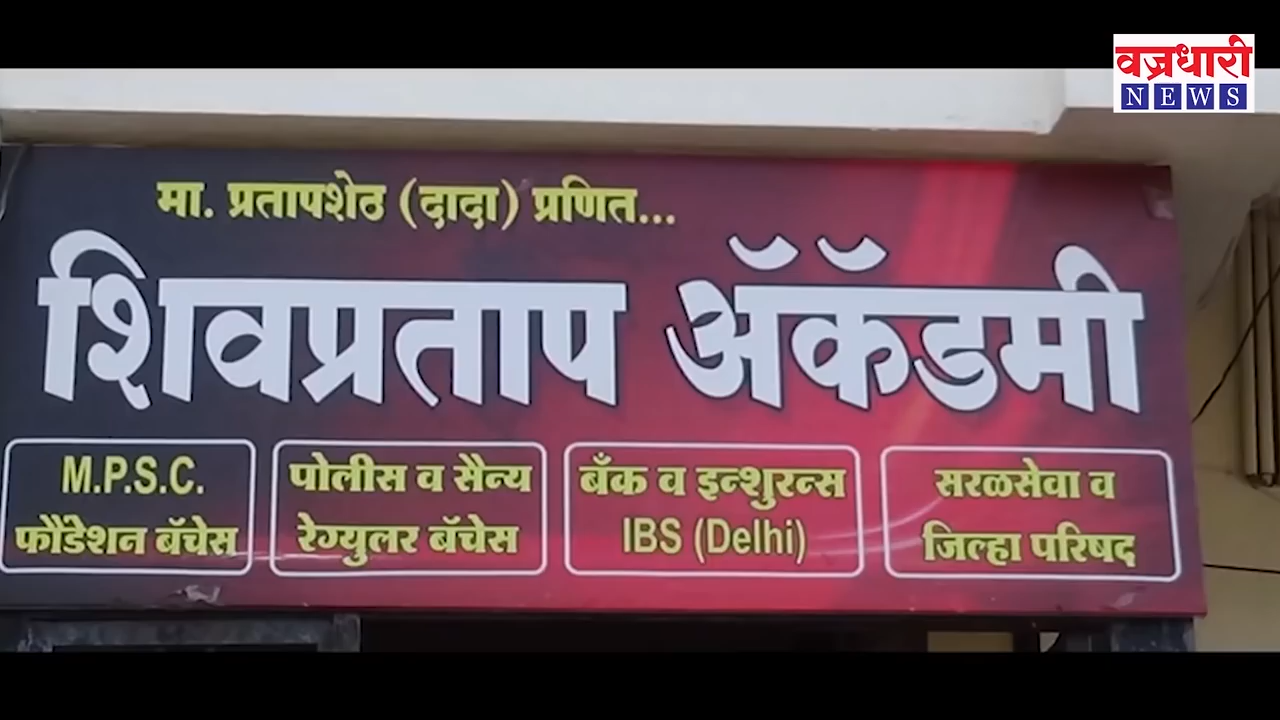 वज्रधारी
NEWS
मा. प्रतापशेठ (दादा) प्रणित...
शिवप्रताप ॲकॅडमी
M.P.S.C.
फौंडेशन बॅचेस
पोलीस व सैन्य
रेग्युलर बॅचेस
बँक व इन्शुरन्स
IBS (Delhi)
सरळसेवा व
जिल्हा परिषद